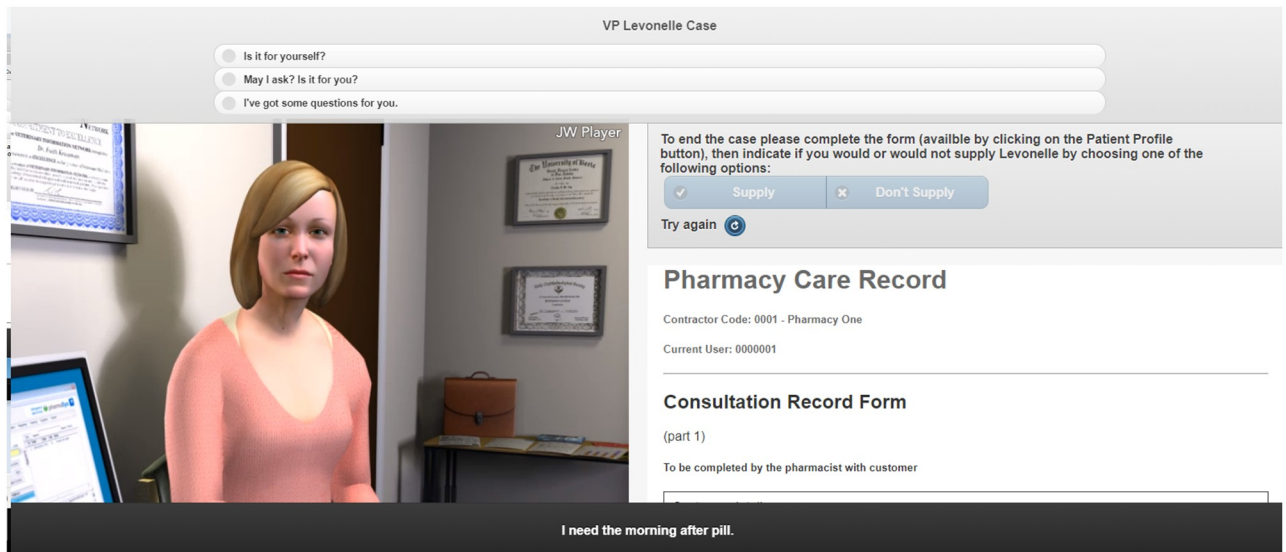 VP Levonelle Case
Is it for yourself?
May I ask? Is it for you?
I've got some questions for you.
NETWORK
JW Player
To end the case please complete the form (availble by clicking on the Patient Profile
button), then indicate if you would or would not supply Levonelle by choosing one of the
following options:
Supply
Don't Supply
Try again
Pharmacy Care Record
Contractor Code: 0001 - Pharmacy One
Current User: 0000001
Consultation Record Form
(part 1)
To be completed by the pharmacist with customer
I need the morning after pill.